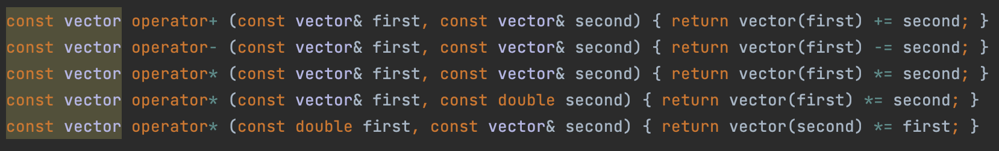 const vector operator+ (const vector& first, const vector& second) { return vector(first) += second; }
const vector operator- (const vector& first, const vector& second) { return vector(first) -= second; }
const vector operator* (const vector& first, const vector& second) { return vector(first) *= second; }
const vector operator* (const vector& first, const double second) { return vector(first) *= second; }
const vector operator* (const double first, const vector& second) { return vector(second) *= first; }